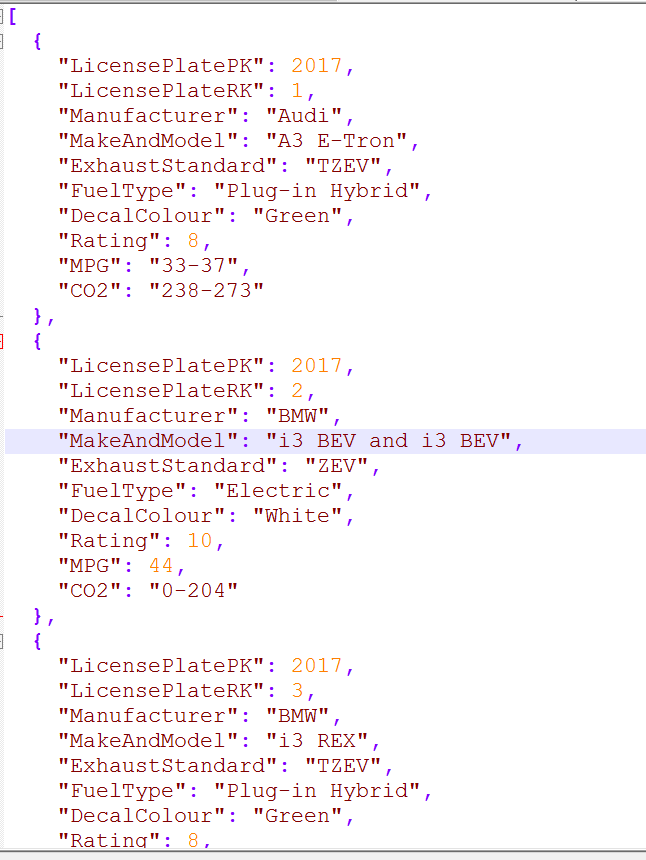 [
{
"LicensePlatePK": 2017,
"LicensePlateRK": 1,
"Manufacturer": "Audi",
"MakeAndModel": "A3 E-Tron",
"ExhaustStandard": "TZEV",
"FuelType": "Plug-in Hybrid",
"DecalColour": "Green",
"Rating": 8,
"MPG": "33-37",
"CO2": "238-273"
},
{
"LicensePlatePK": 2017,
"LicensePlateRK": 2,
"Manufacturer": "BMW",
"MakeAndModel": "i3 BEV and i3 BEV",
"ExhaustStandard": "ZEV",
"FuelType": "Electric",
"DecalColour": "White",
"Rating": 10,
"MPG": 44,
"CO2": "0-204"
},
{
"LicensePlatePK": 2017,
"LicensePlateRK": 3,
"Manufacturer": "BMW",
"MakeAndModel": "i3 REX",
"ExhaustStandard": "TZEV",
"FuelType": "Plug-in Hybrid",
"DecalColour": "Green",
"Rating": 8,